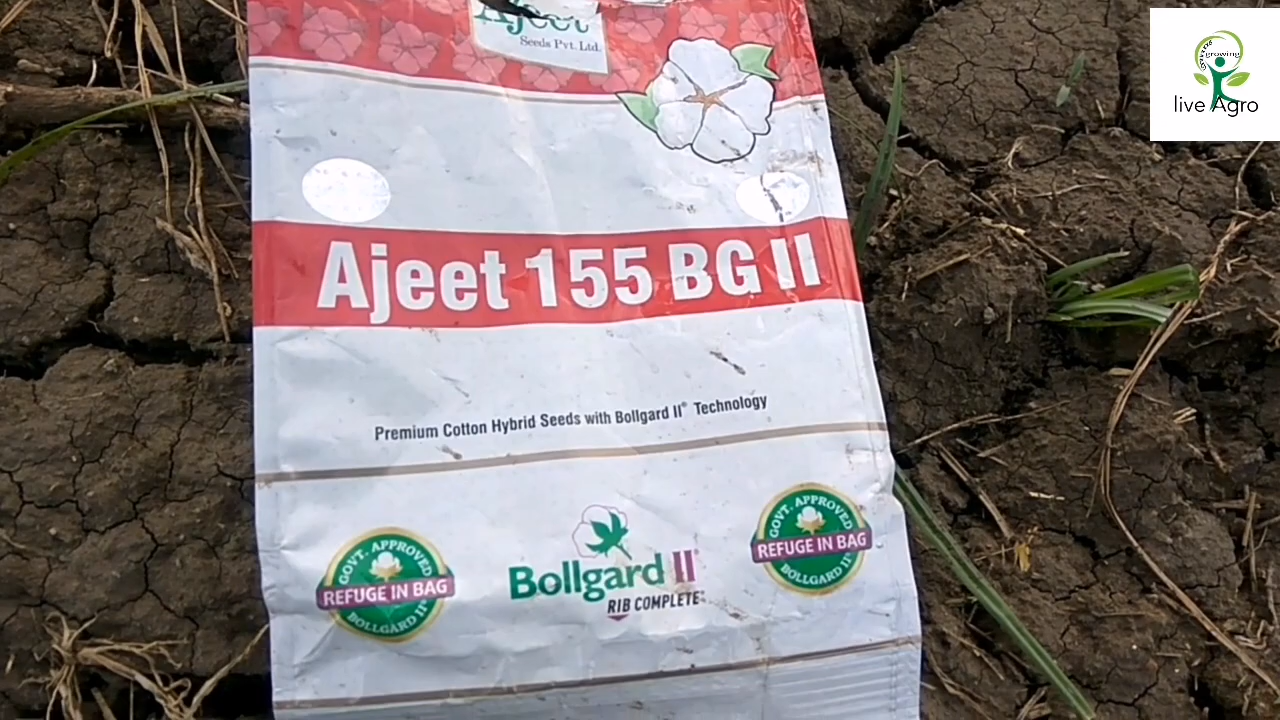 Ajeet
Seeds Pvt. Ltd.
growing
live Agro
Ajeet 155 BG II
Premium Cotton Hybrid Seeds with Bollgard II® Technology
GOVT. APPROVED
REFUGE IN BAG
BOLLGARD II
Bollgard II
RIB COMPLETE™
GOVT. APPROVED
REFUGE IN BAG
BOLLGARD II